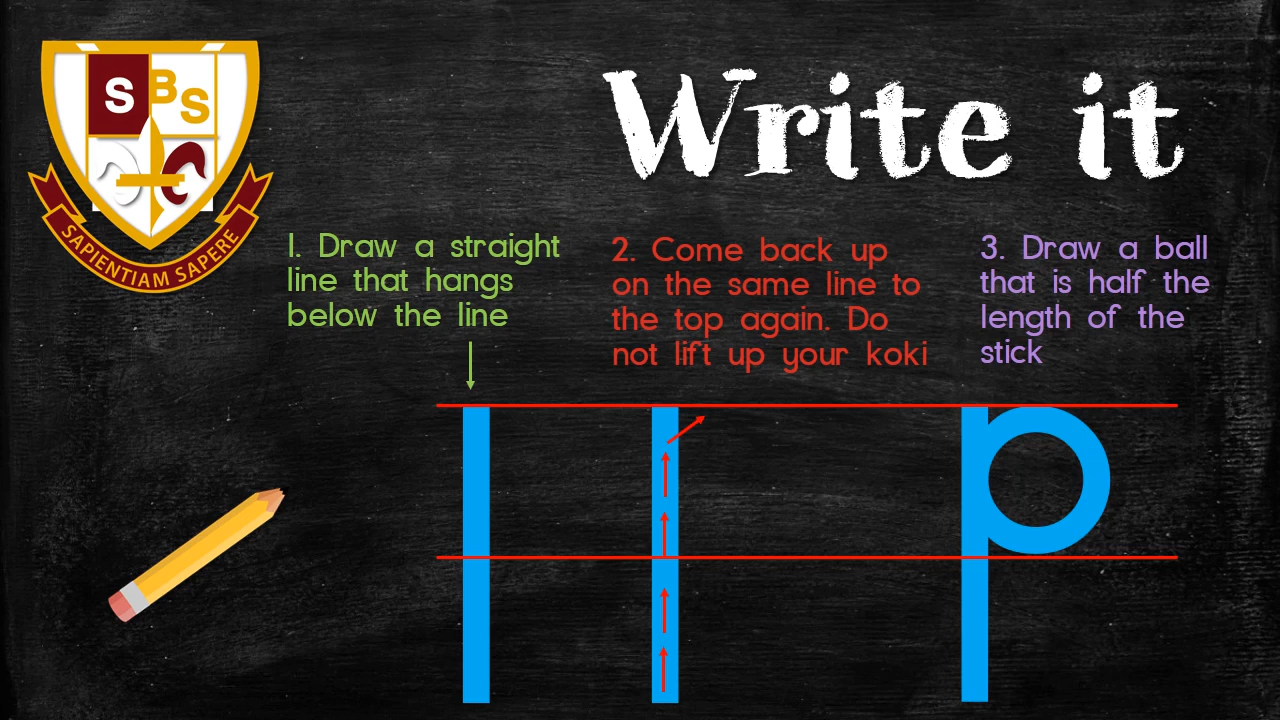 S B S
SAPIENTIAM SAPERE
Write it
1. Draw a straight
line that hangs
below the line
2. Come back up
on the same line to
the top again. Do
not lift up your koki
3. Draw a ball
that is half the
length of the
stick
p